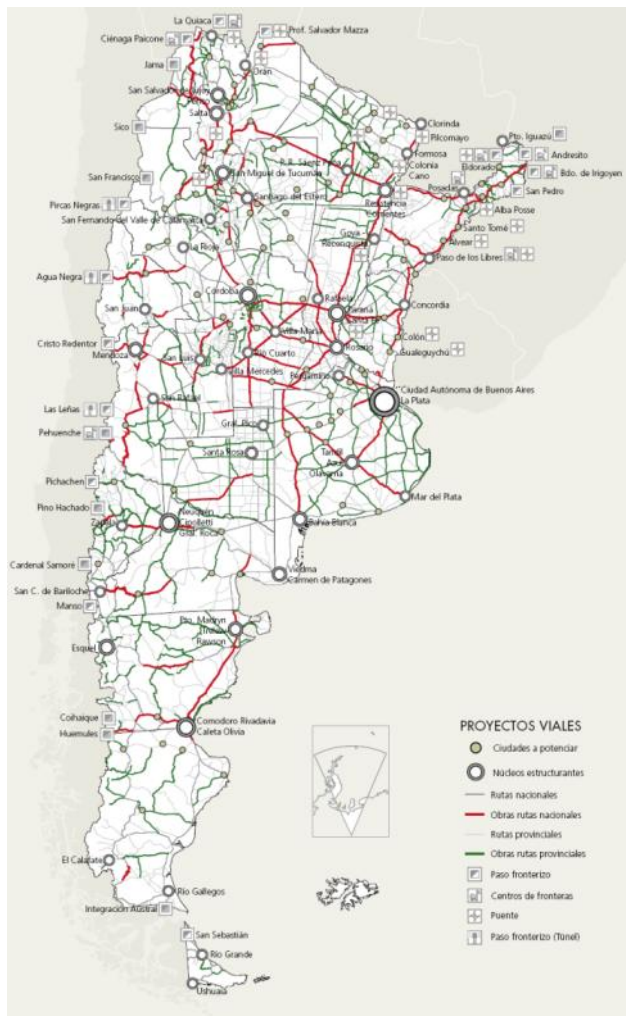 La Quiaca
Ciénaga Paicone
Prof. Salvador Mazza
Jama
Orán
San Salvador de Jujuy
Salta
Clorinda
Pilcomayo
Sico
Pto. Iguazú
Formosa
Andresito
Colonia
Cano
P. R. Sáenz Peña
Eldorado
Bdo. de Irigoyen
San Francisco
San Miguel de Tucumán
Posadas
San Pedro
Santiago del Estero
Resistencia
Corrientes
Alba Posse
Pircas Negras
San Fernando del Valle de Catamarca
Santo Tomé
Goya
Reconquista
Alvear
La Rioja
Paso de los Libres
Agua Negra
Córdoba
Rafaela
Concordia
San Juan
Paraná
Santa Fe
Villa María
Colón
Cristo Redentor
Mendoza
San Luis
Río Cuarto
Rosario
Gualeguychú
Villa Mercedes
Pergamino
Ciudad Autónoma de Buenos Aires
La Plata
San Rafael
Las Leñas
Gral. Pico
Pehuenche
Santa Rosa
Tandil
Azul
Olavarría
Pichachen
Mar del Plata
Pino Hachado
Neuquén
Cipolletti
Gral. Roca
Zapala
Bahía Blanca
Cardenal Samoré
Viedma
Carmen de Patagones
San C. de Bariloche
Manso
Pto. Madryn
Trelew
Rawson
Esquel
Coihaique
Comodoro Rivadavia
Huemules
Caleta Olivia
El Calafate
Río Gallegos
Integración Austral
San Sebastián
Río Grande
Ushuaia
PROYECTOS VIALES
Ciudades a potenciar
Núcleos estructurantes
Rutas nacionales
Obras rutas nacionales
Rutas provinciales
Obras rutas provinciales
Paso fronterizo
Centros de fronteras
Puente
Paso fronterizo (Túnel)